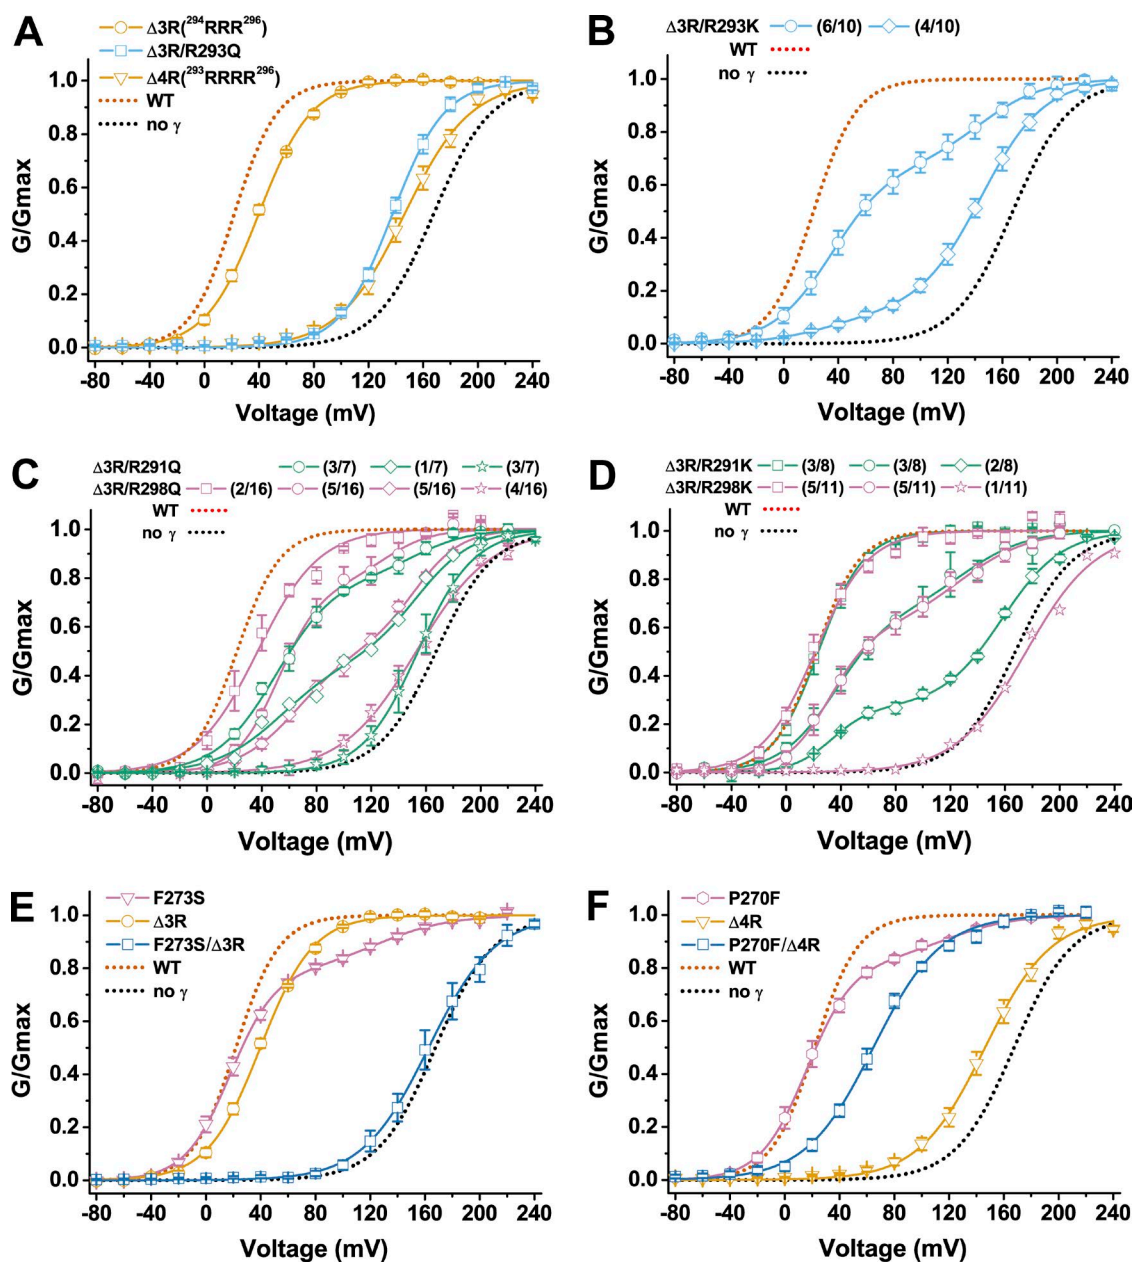 A
Δ3R(²⁹⁴RRR²⁹⁶)
Δ3R/R293Q
Δ4R(²⁹³RRRR²⁹⁶)
WT
no γ
1.0
0.8
0.6
0.4
0.2
0.0
G/Gmax
-80 -40 0 40 80 120 160 200 240
Voltage (mV)
B
Δ3R/R293K (6/10) (4/10)
WT
no γ
1.0
0.8
0.6
0.4
0.2
0.0
G/Gmax
-80 -40 0 40 80 120 160 200 240
Voltage (mV)
C
Δ3R/R291Q (3/7) (1/7) (3/7)
Δ3R/R298Q (2/16) (5/16) (5/16) (4/16)
WT
no γ
1.0
0.8
0.6
0.4
0.2
0.0
G/Gmax
-80 -40 0 40 80 120 160 200 240
Voltage (mV)
D
Δ3R/R291K (3/8) (3/8) (2/8)
Δ3R/R298K (5/11) (5/11) (1/11)
WT
no γ
1.0
0.8
0.6
0.4
0.2
0.0
G/Gmax
-80 -40 0 40 80 120 160 200 240
Voltage (mV)
E
F273S
Δ3R
F273S/Δ3R
WT
no γ
1.0
0.8
0.6
0.4
0.2
0.0
G/Gmax
-80 -40 0 40 80 120 160 200 240
Voltage (mV)
F
P270F
Δ4R
P270F/Δ4R
WT
no γ
1.0
0.8
0.6
0.4
0.2
0.0
G/Gmax
-80 -40 0 40 80 120 160 200 240
Voltage (mV)